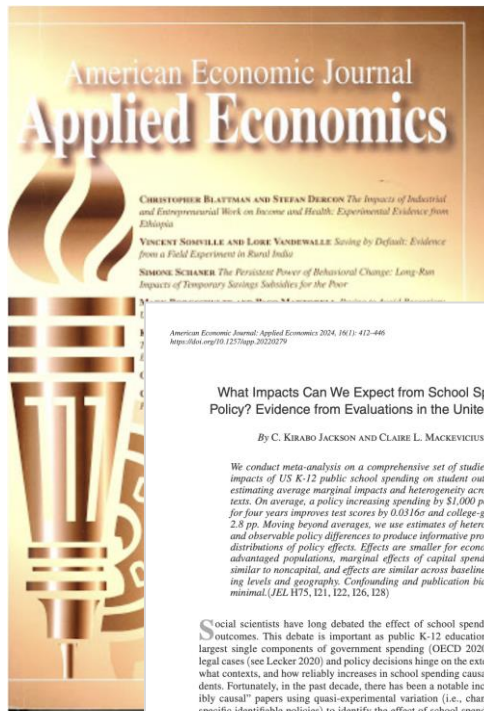 American Economic Journal
Applied Economics
CHRISTOPHER BLATTMAN AND STEFAN DERCON The Impacts of Industrial
and Entrepreneurial Work on Income and Health: Experimental Evidence from
Ethiopia
VINCENT SOMVILLE AND LORE VANDEWALLE Saving by Default: Evidence
from a Field Experiment in Rural India
SIMONE SCHANER The Persistent Power of Behavioral Change: Long-Run
Impacts of Temporary Savings Subsidies for the Poor
American Economic Journal: Applied Economics 2024, 16(1): 412–446
https://doi.org/10.1257/app.20220279
What Impacts Can We Expect from School Sp
Policy? Evidence from Evaluations in the Unite
By C. KIRABO JACKSON AND CLAIRE L. MACKEVICIUS
We conduct meta-analysis on a comprehensive set of studie
impacts of US K-12 public school spending on student out
estimating average marginal impacts and heterogeneity acro
texts. On average, a policy increasing spending by $1,000 p
for four years improves test scores by 0.0316σ and college-g
2.8 pp. Moving beyond averages, we use estimates of hetero
and observable policy differences to produce informative pro
distributions of policy effects. Effects are smaller for econo
advantaged populations, marginal effects of capital spend
similar to noncapital, and effects are similar across baseline
ing levels and geography. Confounding and publication bia
minimal.(JEL H75, I21, I22, I26, I28)
Social scientists have long debated the effect of school spend
outcomes. This debate is important as public K-12 education
largest single components of government spending (OECD 2020
legal cases (see Lecker 2020) and policy decisions hinge on the exte
what contexts, and how reliably increases in school spending causa
dents. Fortunately, in the past decade, there has been a notable inc
ibly causal” papers using quasi-experimental variation (i.e., chan
specific identifiable policies) to identify the effect of school spen